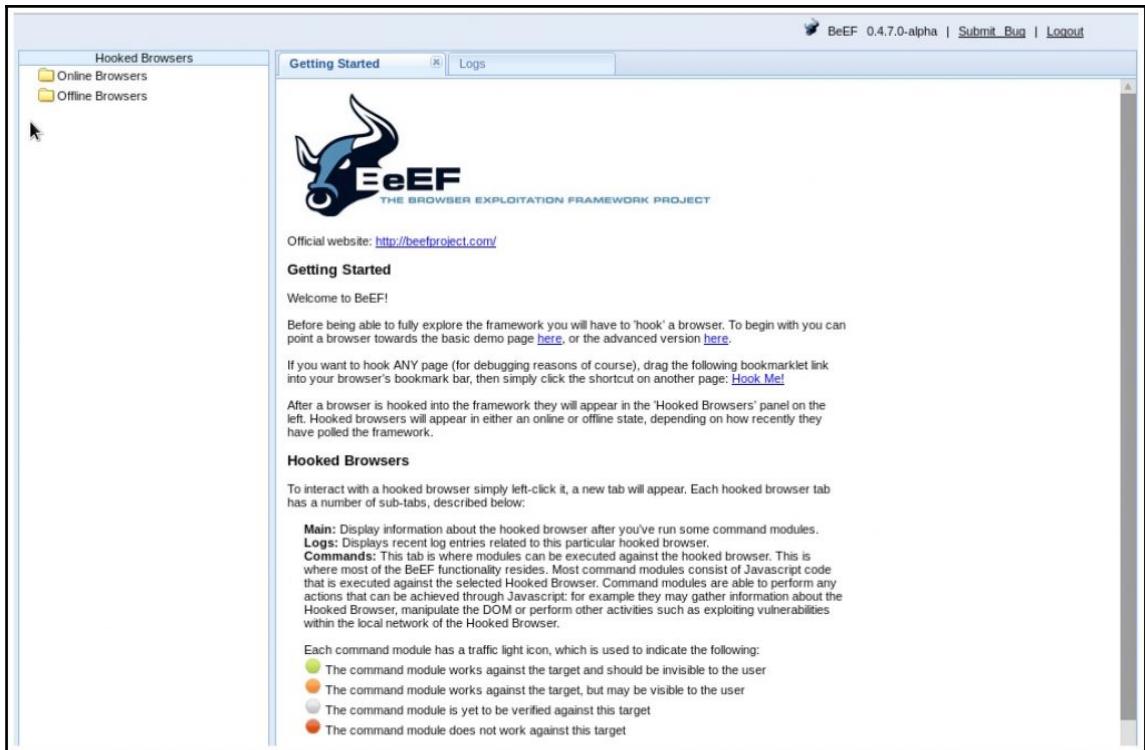 BeEF 0.4.7.0-alpha | Submit Bug | Logout
Hooked Browsers
Online Browsers
Offline Browsers
Getting Started
Logs
BeEF
THE BROWSER EXPLOITATION FRAMEWORK PROJECT
Official website: http://beefproject.com/
Getting Started
Welcome to BeEF!
Before being able to fully explore the framework you will have to 'hook' a browser. To begin with you can
point a browser towards the basic demo page here, or the advanced version here.
If you want to hook ANY page (for debugging reasons of course), drag the following bookmarklet link
into your browser's bookmark bar, then simply click the shortcut on another page: Hook Me!
After a browser is hooked into the framework they will appear in the 'Hooked Browsers' panel on the
left. Hooked browsers will appear in either an online or offline state, depending on how recently they
have polled the framework.
Hooked Browsers
To interact with a hooked browser simply left-click it, a new tab will appear. Each hooked browser tab
has a number of sub-tabs, described below:
Main: Display information about the hooked browser after you've run some command modules.
Logs: Displays recent log entries related to this particular hooked browser.
Commands: This tab is where modules can be executed against the hooked browser. This is
where most of the BeEF functionality resides. Most command modules consist of Javascript code
that is executed against the selected Hooked Browser. Command modules are able to perform any
actions that can be achieved through Javascript: for example they may gather information about the
Hooked Browser, manipulate the DOM or perform other activities such as exploiting vulnerabilities
within the local network of the Hooked Browser.
Each command module has a traffic light icon, which is used to indicate the following:
The command module works against the target and should be invisible to the user
The command module works against the target, but may be visible to the user
The command module is yet to be verified against this target
The command module does not work against this target